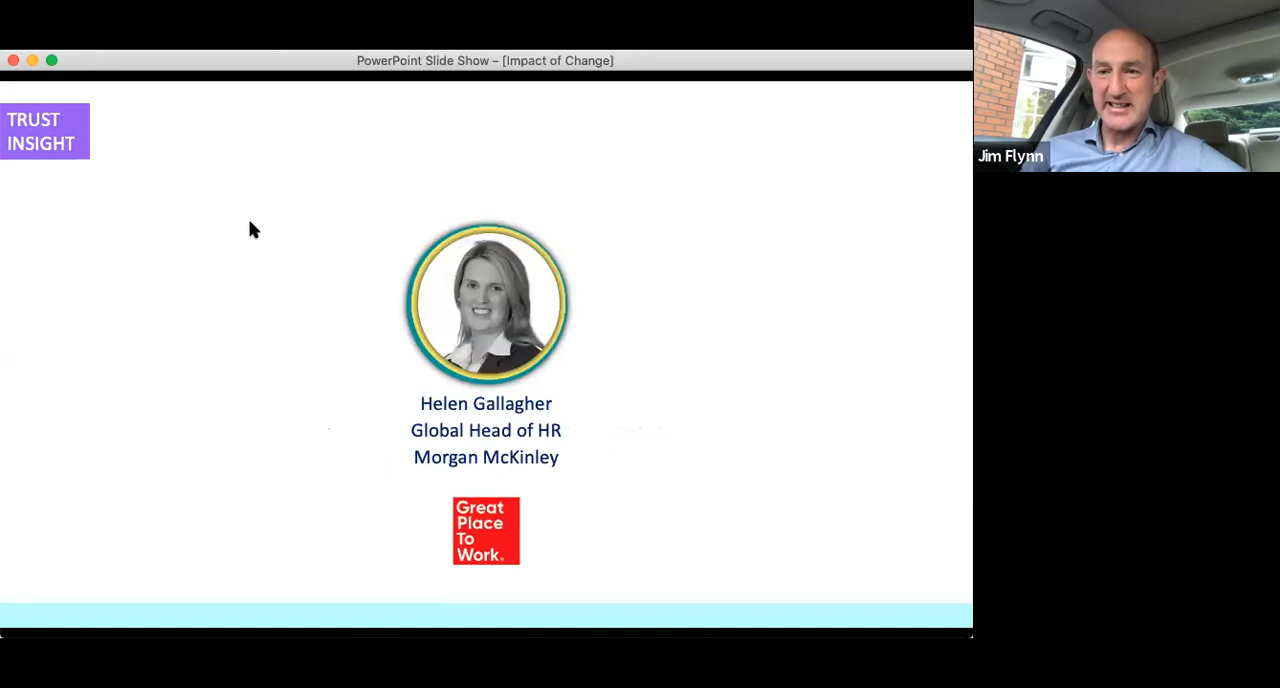 PowerPoint Slide Show – [Impact of Change]
TRUST
INSIGHT
Jim Flynn
Helen Gallagher
Global Head of HR
Morgan McKinley
Great
Place
To
Work®